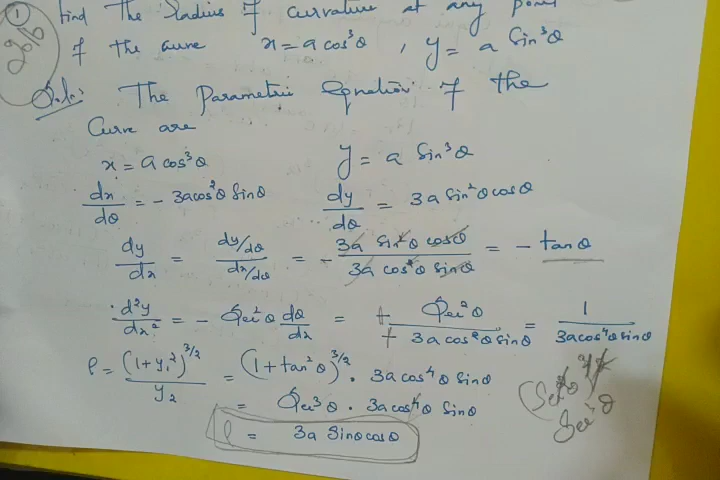 ① Find the Radius of curvature at any point
2016 of the curve x = a cos³θ , y = a Sin³θ
Soln: The Parametric Equation of the
Curve are
x = a cos³θ y = a Sin³θ
dx/dθ = - 3a cos²θ Sinθ dy/dθ = 3a Sin²θ cosθ
dy/dx = (dy/dθ)/(dx/dθ) = - (3a Sin²θ cosθ)/(3a cos²θ Sinθ) = - tanθ
d²y/dx² = - Sec²θ dθ/dx = + Sec²θ/(+ 3a cos²θ Sinθ) = 1/(3a cos⁴θ Sinθ)
ρ = (1+y₁²)^(3/2)/y₂ = (1+tan²θ)^(3/2) · 3a cos⁴θ Sinθ
= Sec³θ · 3a cos⁴θ Sinθ
Sec²θ
ρ = 3a Sinθ cosθ